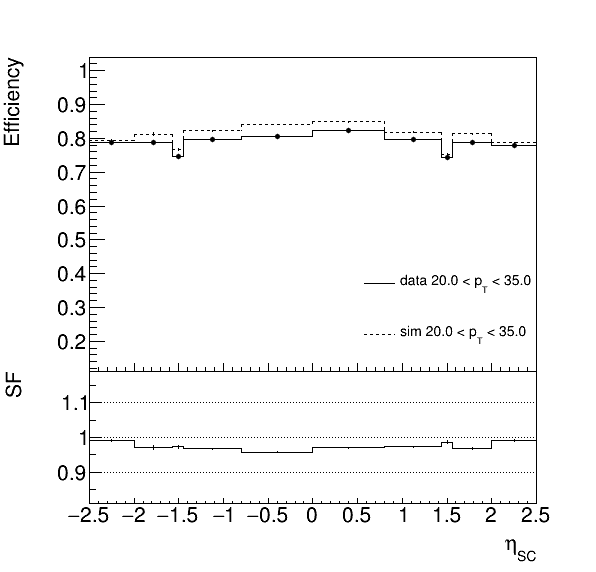 Efficiency
1
0.9
0.8
0.7
0.6
0.5
0.4
0.3
0.2
data 20.0 < p_T < 35.0
sim 20.0 < p_T < 35.0
SF
1.1
1
0.9
−2.5 −2 −1.5 −1 −0.5 0 0.5 1 1.5 2 2.5
η_SC